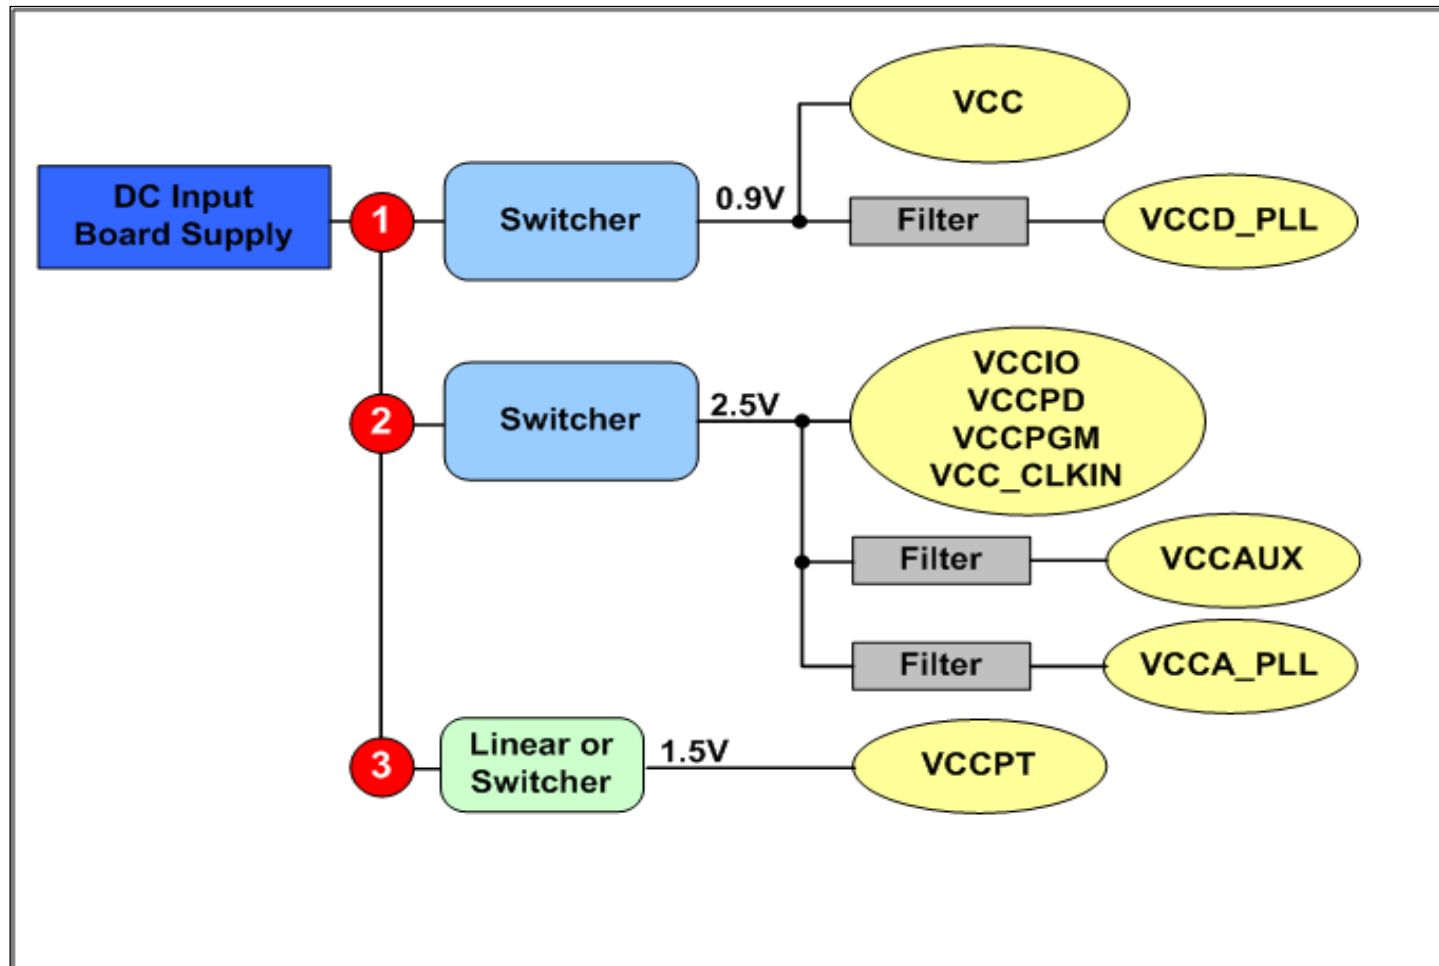 VCC
DC Input
Board Supply
1
Switcher
0.9V
Filter
VCCD_PLL
2
Switcher
2.5V
VCCIO
VCCPD
VCCPGM
VCC_CLKIN
Filter
VCCAUX
Filter
VCCA_PLL
3
Linear or
Switcher
1.5V
VCCPT